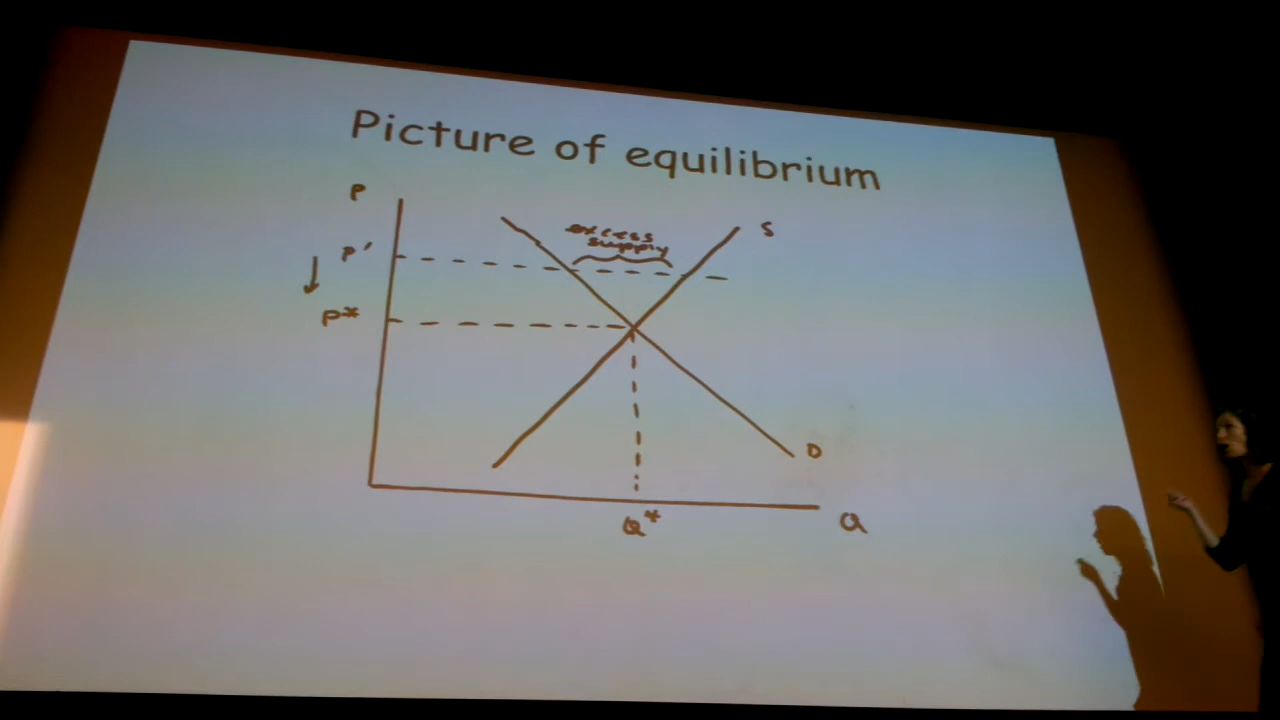 Picture of equilibrium
P
S
excess
supply
P'
P*
D
Q*
Q